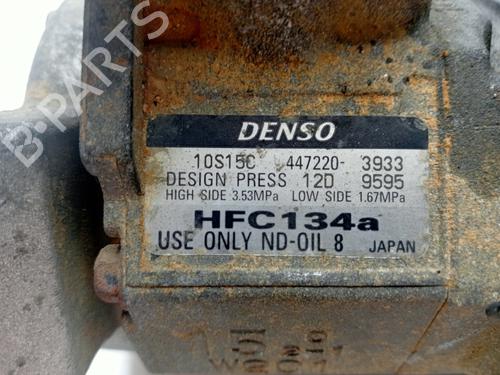 B-Parts
DENSO
10S15C 447220- 3933
DESIGN PRESS 12D 9595
HIGH SIDE 3.53MPa LOW SIDE 1.67MPa
HFC134a
USE ONLY ND-OIL 8 JAPAN